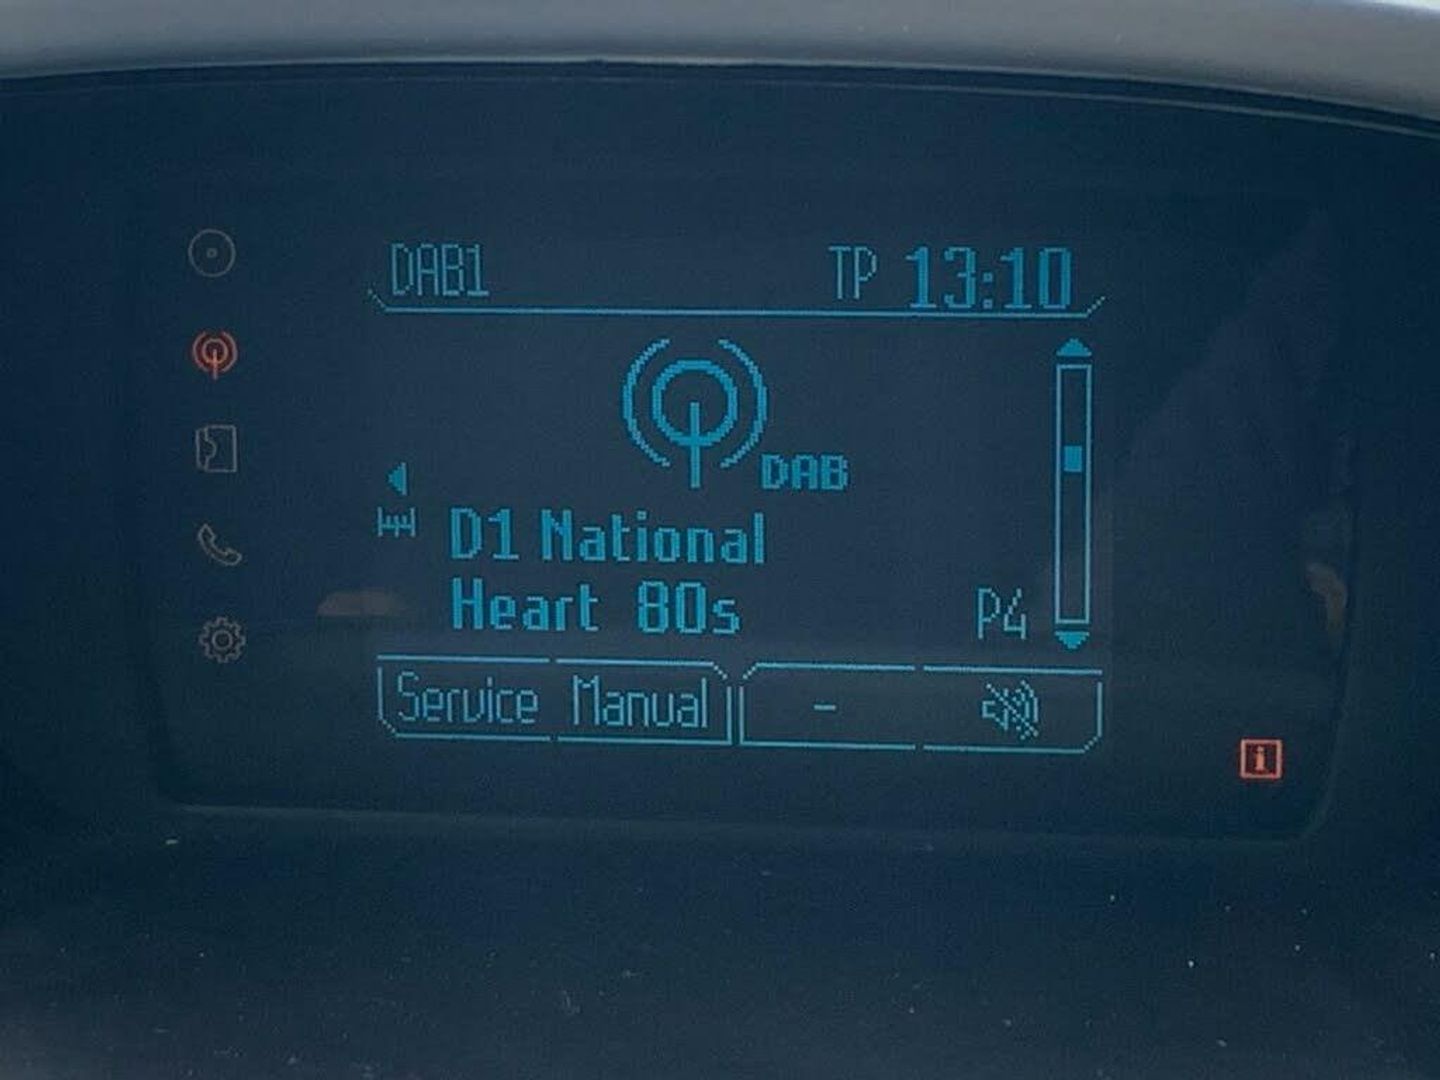 DAB1 TP 13:10
DAB
D1 National
Heart 80s P4
Service Manual -
i